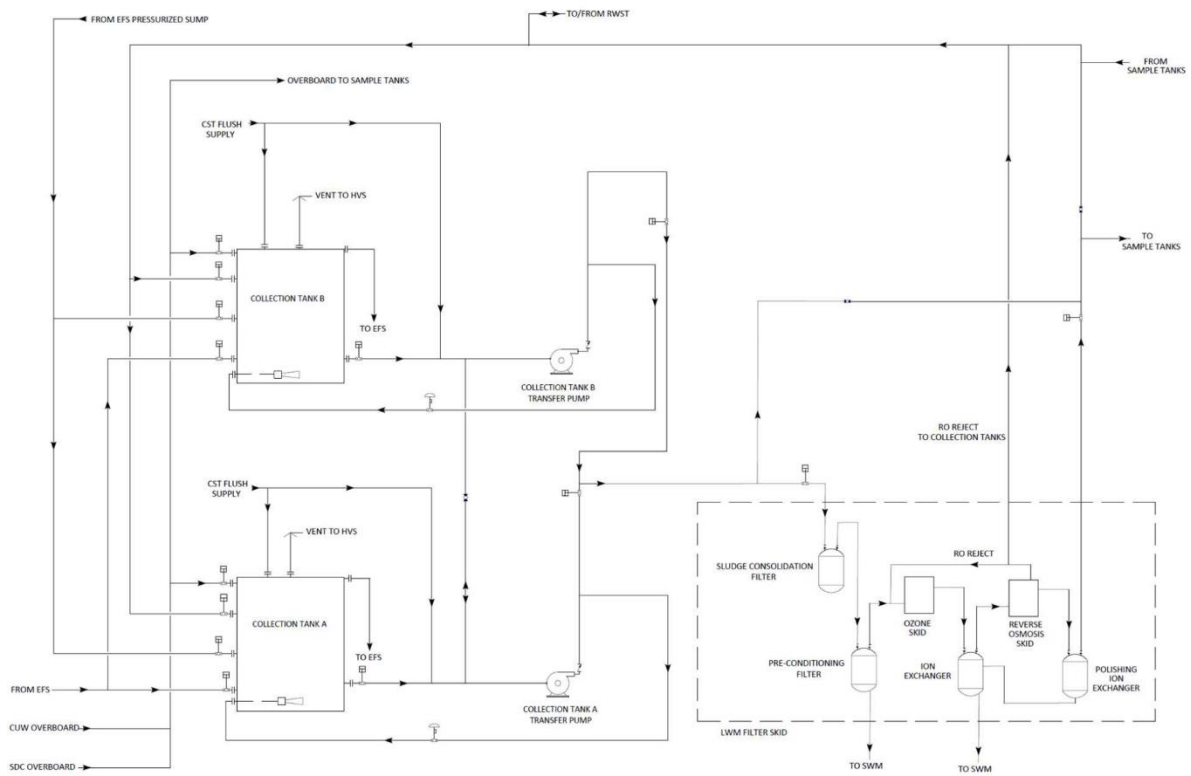 FROM EFS PRESSURIZED SUMP
TO/FROM RWST
FROM
SAMPLE TANKS
OVERBOARD TO SAMPLE TANKS
CST FLUSH
SUPPLY
VENT TO HVS
TO
SAMPLE TANKS
COLLECTION TANK B
TO EFS
COLLECTION TANK B
TRANSFER PUMP
RO REJECT
TO COLLECTION TANKS
CST FLUSH
SUPPLY
VENT TO HVS
RO REJECT
SLUDGE CONSOLIDATION
FILTER
COLLECTION TANK A
OZONE
SKID
REVERSE
OSMOSIS
SKID
TO EFS
PRE-CONDITIONING
FILTER
ION
EXCHANGER
POLISHING
ION
EXCHANGER
FROM EFS
COLLECTION TANK A
TRANSFER PUMP
CUW OVERBOARD
LWM FILTER SKID
SDC OVERBOARD
TO SWM
TO SWM